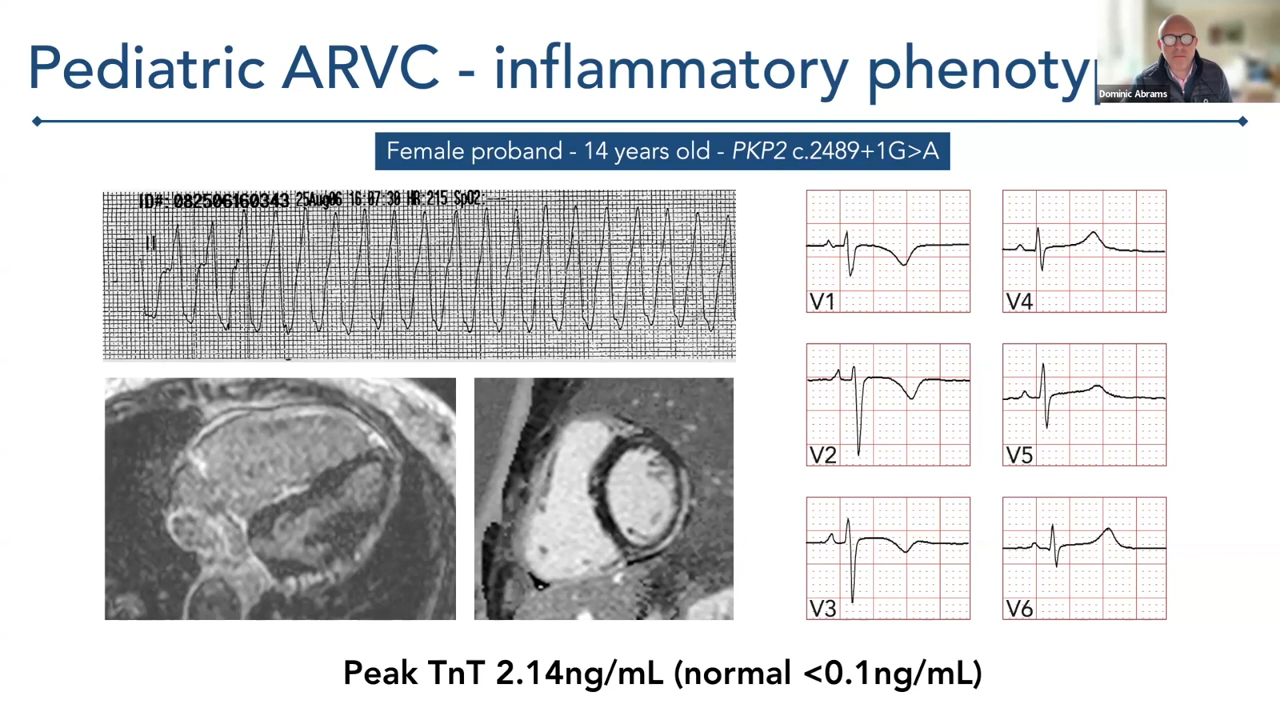 Pediatric ARVC - inflammatory phenoty
Dominic Abrams
Female proband - 14 years old - PKP2 c.2489+1G>A
ID#: 082506160343 25Aug06 16:07:30 HR:215 SpO2:---
II
V1
V4
V2
V5
V3
V6
Peak TnT 2.14ng/mL (normal <0.1ng/mL)